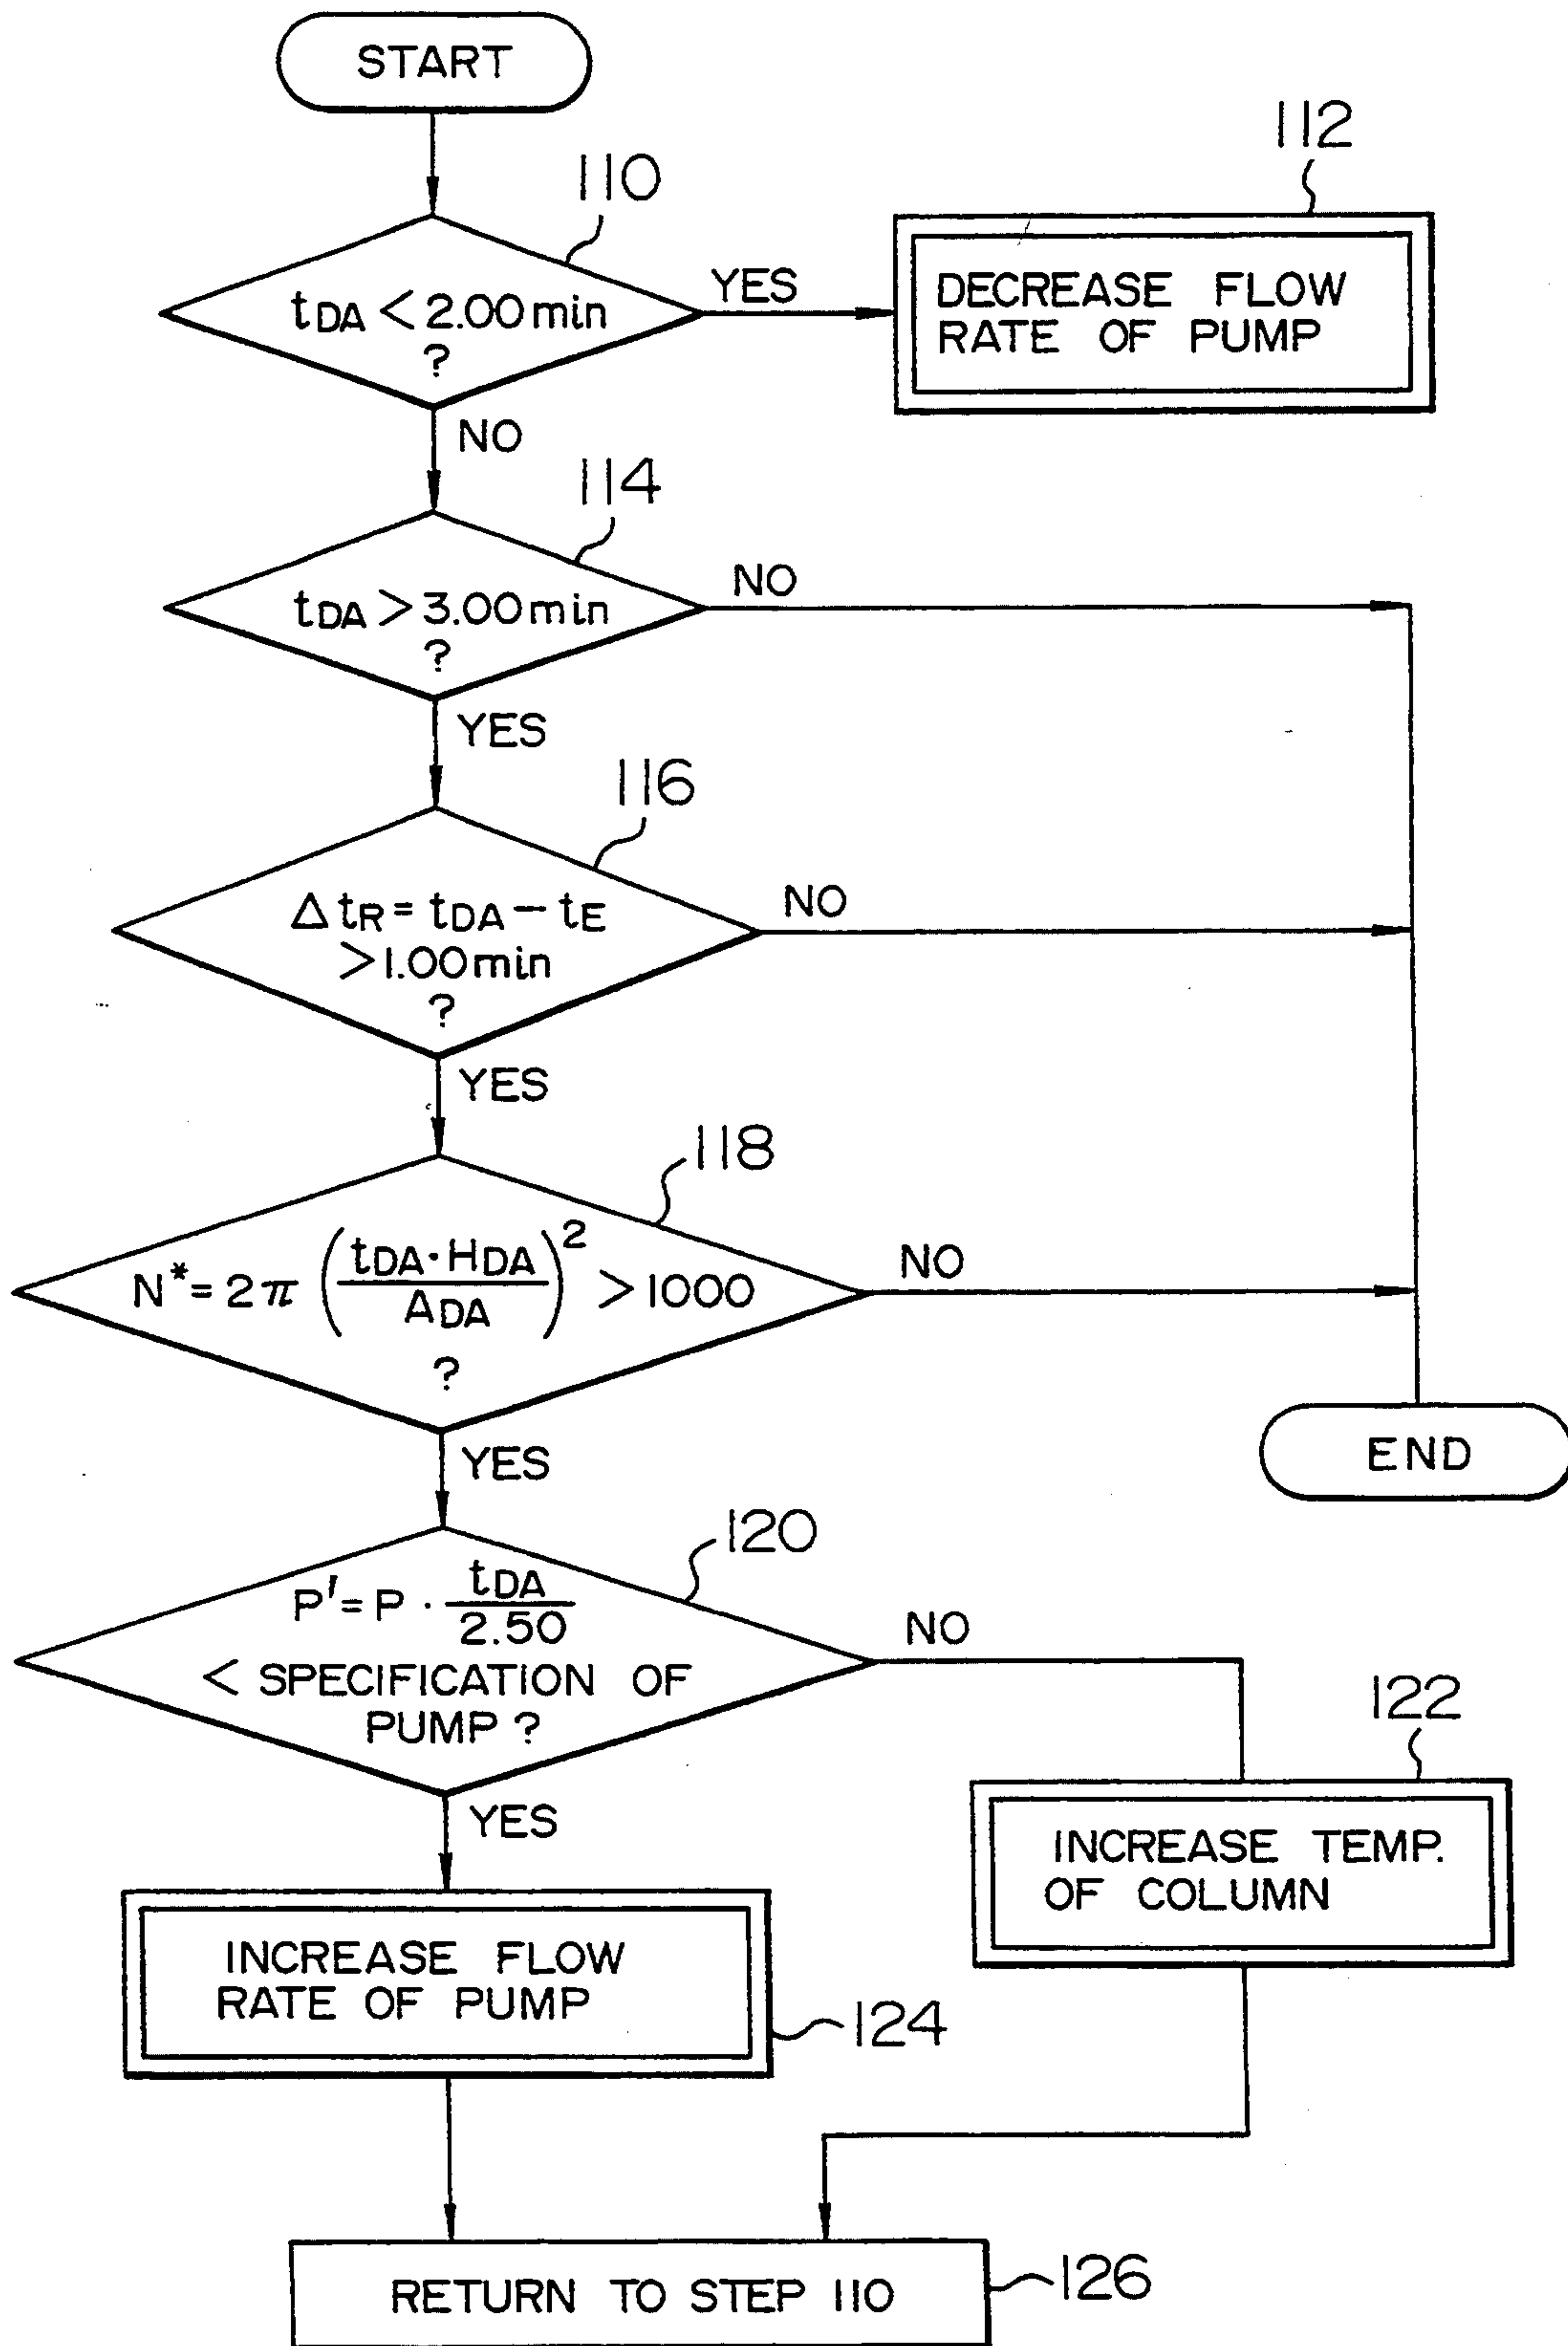 START
110
112
tDA < 2.00 min
?
YES
DECREASE FLOW
RATE OF PUMP
NO
114
tDA > 3.00 min
?
NO
YES
116
Δ tR = tDA − tE
> 1.00 min
?
NO
YES
118
N* = 2π (tDA · HDA / ADA)² > 1000
?
NO
YES
END
120
P' = P · tDA / 2.50
< SPECIFICATION OF
PUMP ?
NO
YES
122
INCREASE TEMP.
OF COLUMN
INCREASE FLOW
RATE OF PUMP
124
RETURN TO STEP 110
126